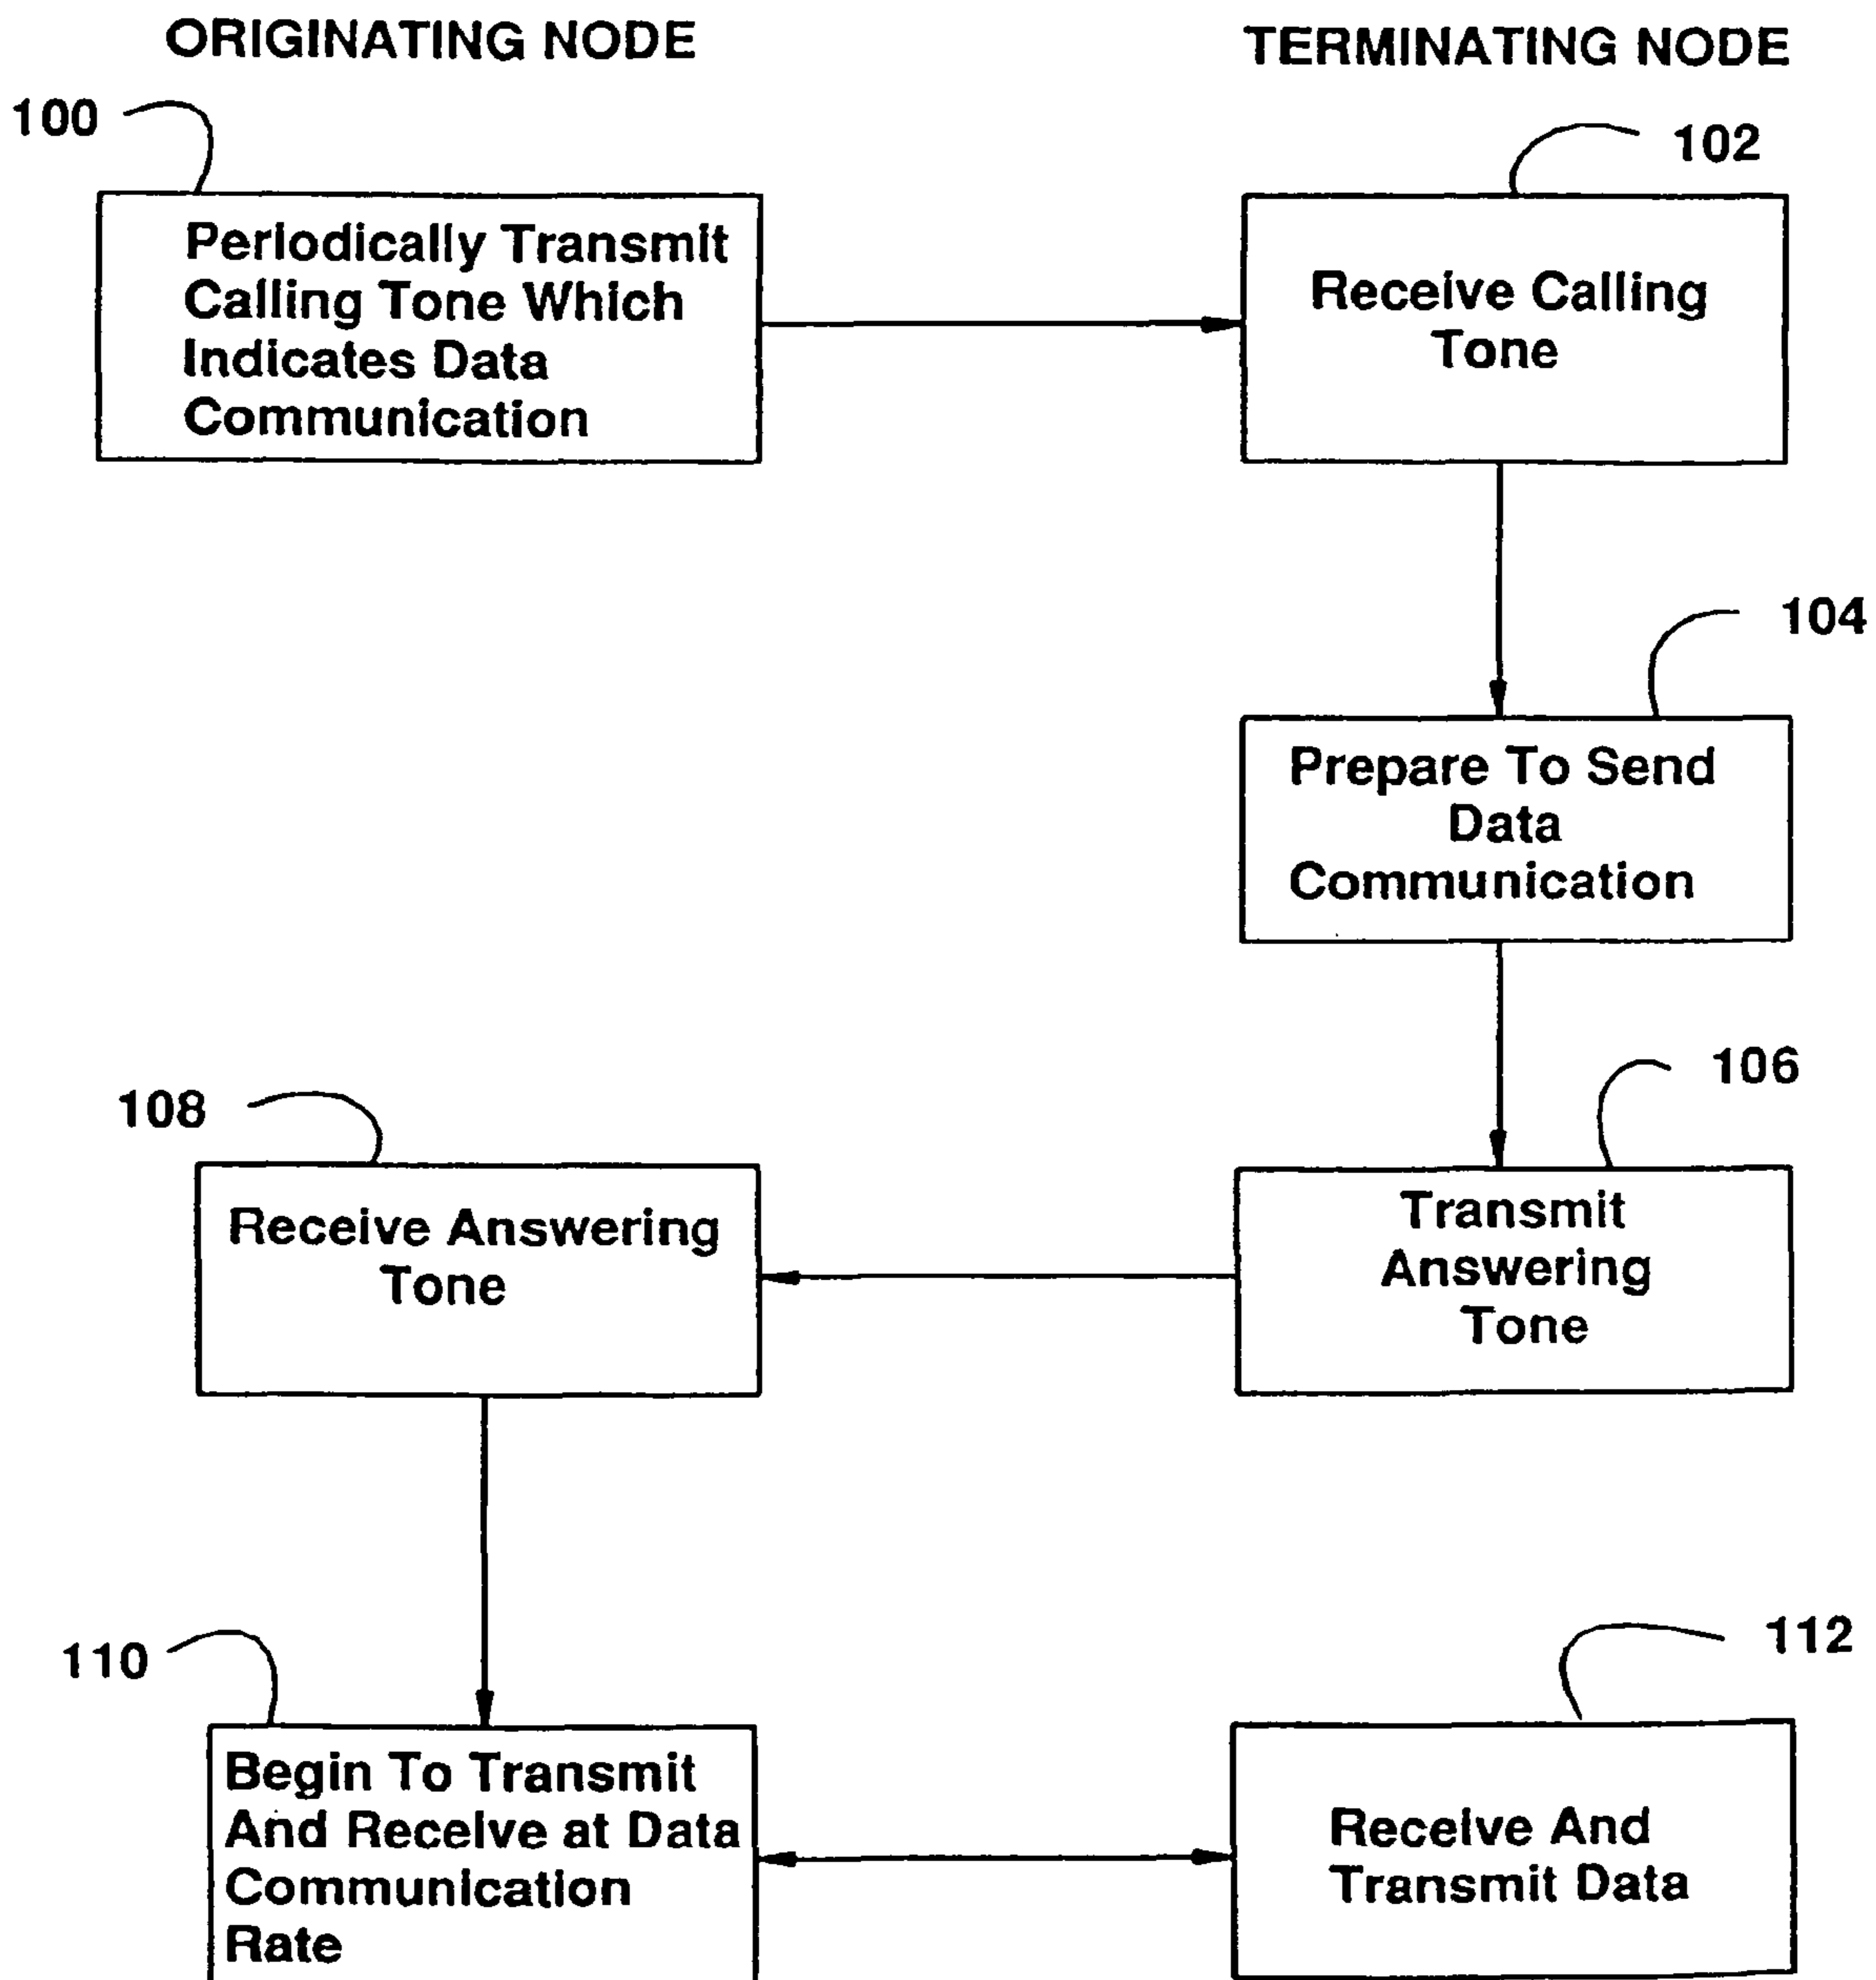 ORIGINATING NODE
TERMINATING NODE
100
102
Periodically Transmit
Calling Tone Which
Indicates Data
Communication
Receive Calling
Tone
104
Prepare To Send
Data
Communication
106
108
Transmit
Answering
Tone
Receive Answering
Tone
110
112
Begin To Transmit
And Receive at Data
Communication
Rate
Receive And
Transmit Data